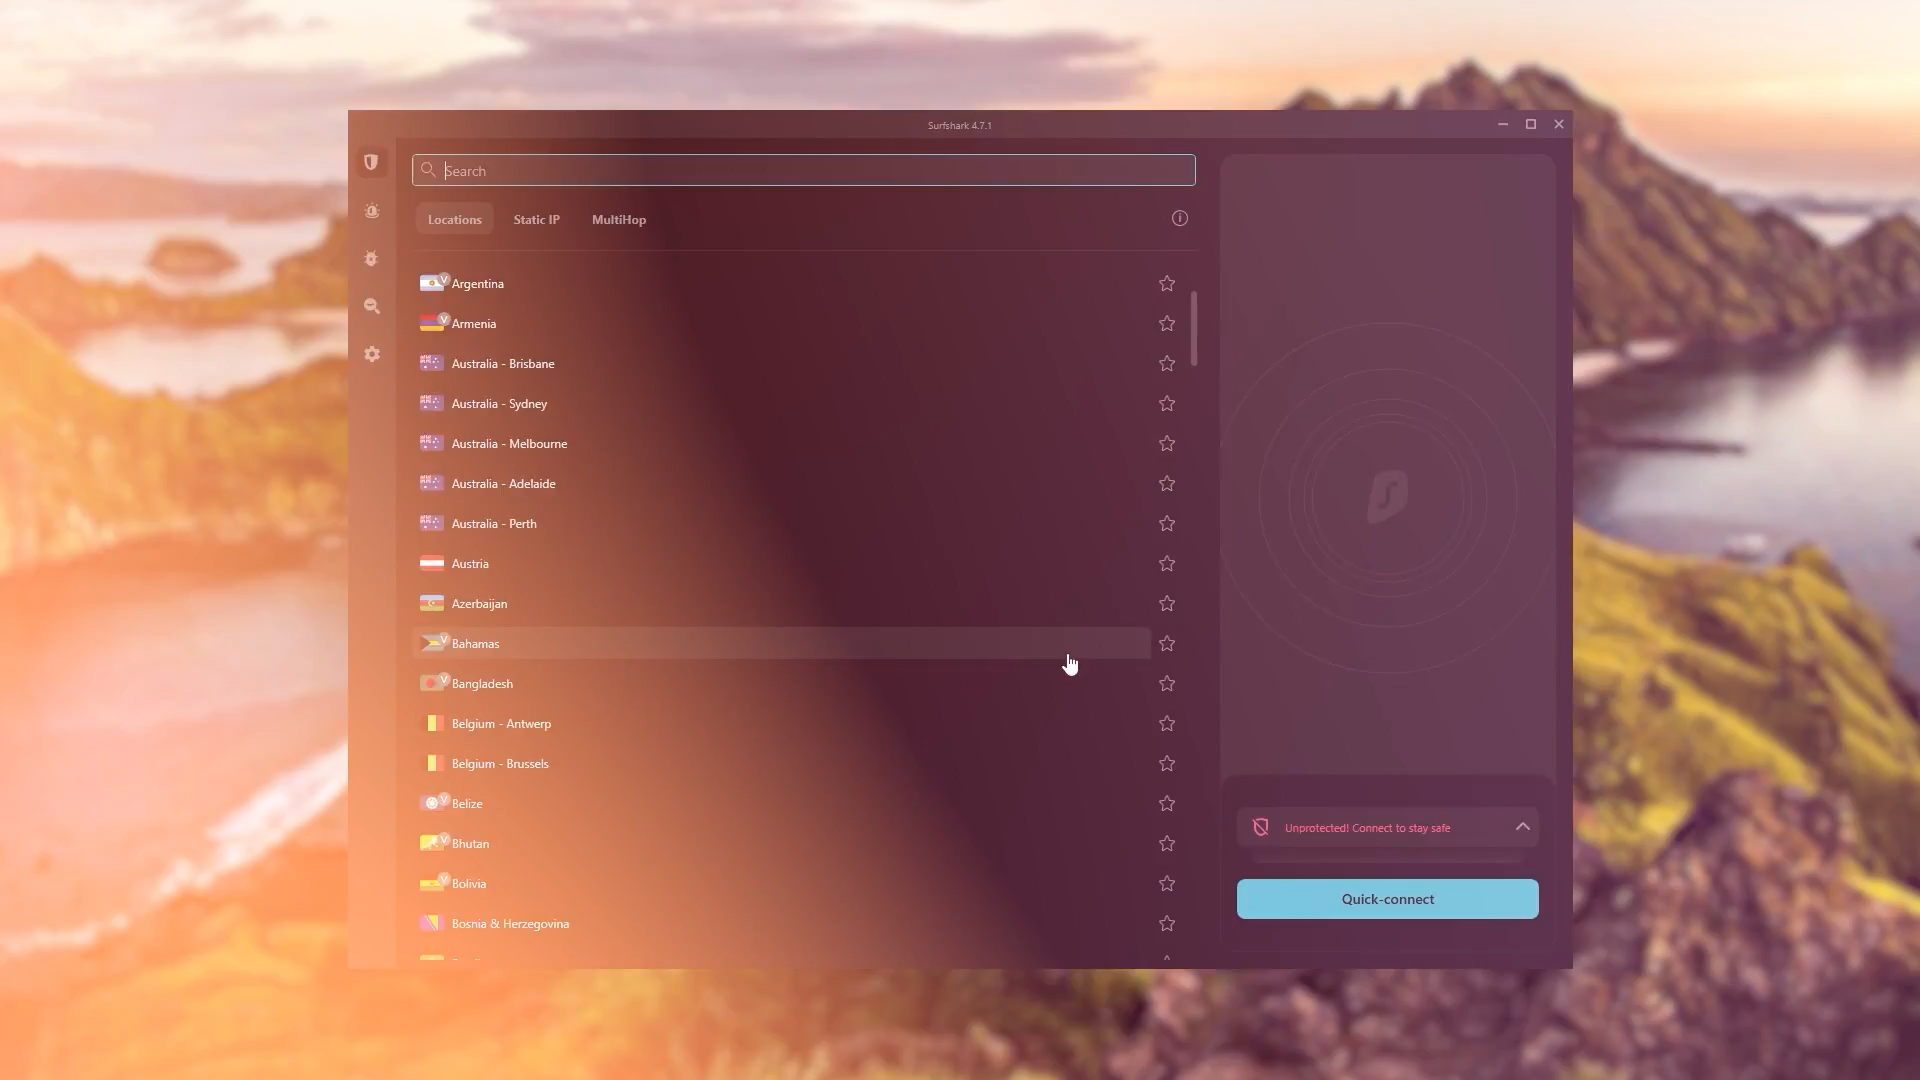 Surfshark 4.7.1
Search
Locations
Static IP
MultiHop
Argentina
Armenia
Australia - Brisbane
Australia - Sydney
Australia - Melbourne
Australia - Adelaide
Australia - Perth
Austria
Azerbaijan
Bahamas
Bangladesh
Belgium - Antwerp
Belgium - Brussels
Belize
Bhutan
Bolivia
Bosnia & Herzegovina
Unprotected! Connect to stay safe
Quick-connect